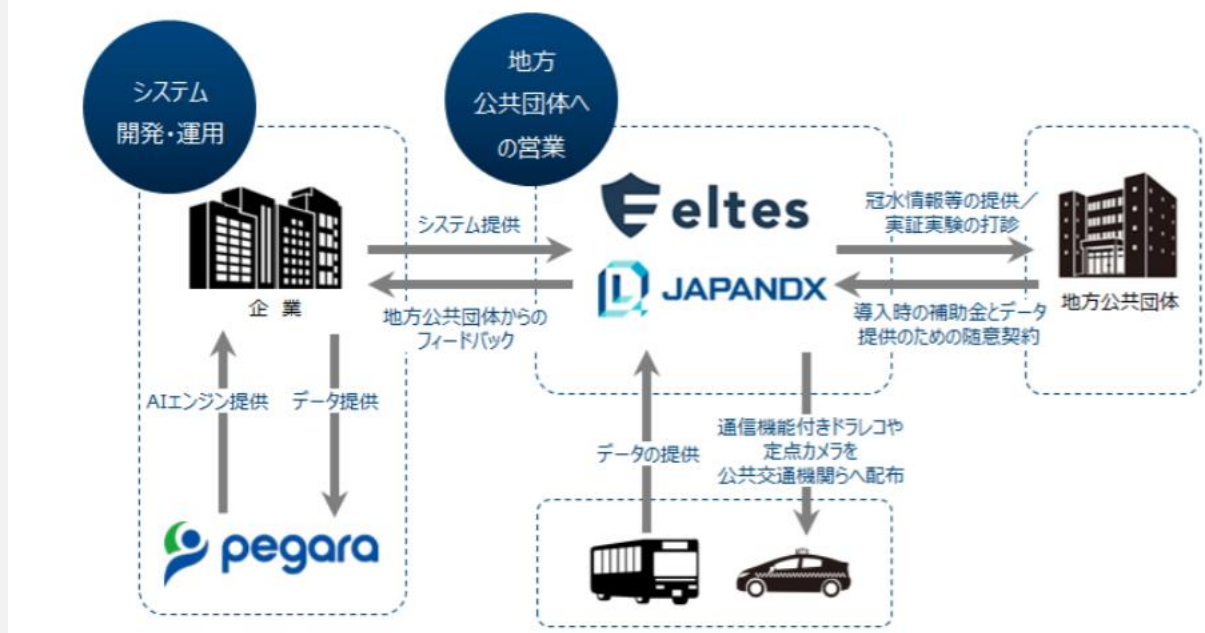 システム
開発・運用
地方
公共団体へ
の営業
企業
システム提供
地方公共団体からの
フィードバック
AIエンジン提供
データ提供
pegara
eltes
JAPANDX
冠水情報等の提供／
実証実験の打診
導入時の補助金とデータ
提供のための随意契約
地方公共団体
データの提供
通信機能付きドラレコや
定点カメラを
公共交通機関らへ配布